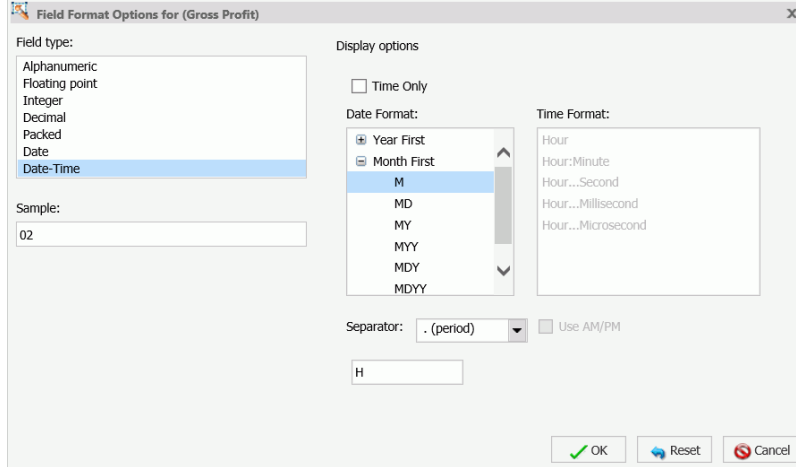 Field Format Options for (Gross Profit)
x
Field type:
Alphanumeric
Floating point
Integer
Decimal
Packed
Date
Date-Time
Sample:
02
Display options
Time Only
Date Format:
Year First
Month First
M
MD
MY
MYY
MDY
MDYY
Time Format:
Hour
Hour:Minute
Hour...Second
Hour...Millisecond
Hour...Microsecond
Separator:
. (period)
Use AM/PM
H
OK
Reset
Cancel